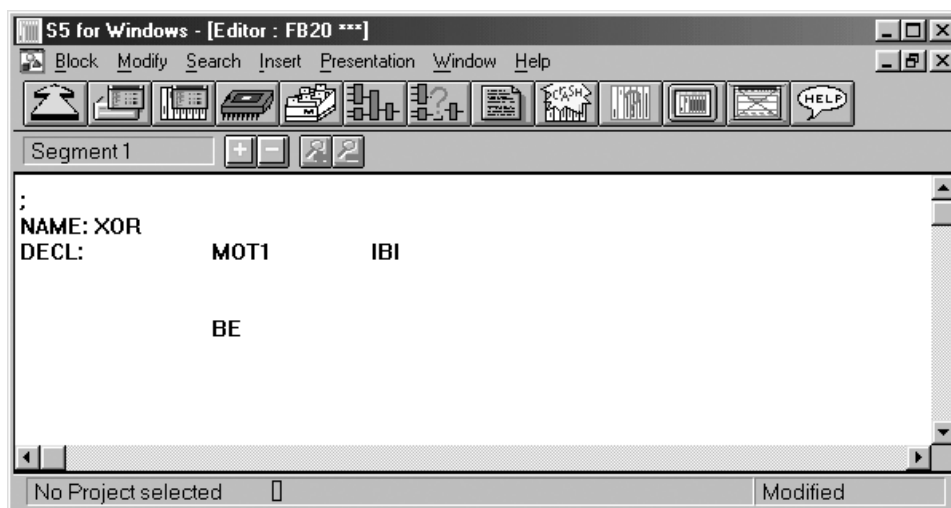 S5 for Windows - [Editor : FB20 ***]
Block Modify Search Insert Presentation Window Help
CRASH
HELP
Segment 1
;
NAME: XOR
DECL: MOT1 IBI
BE
No Project selected [] Modified